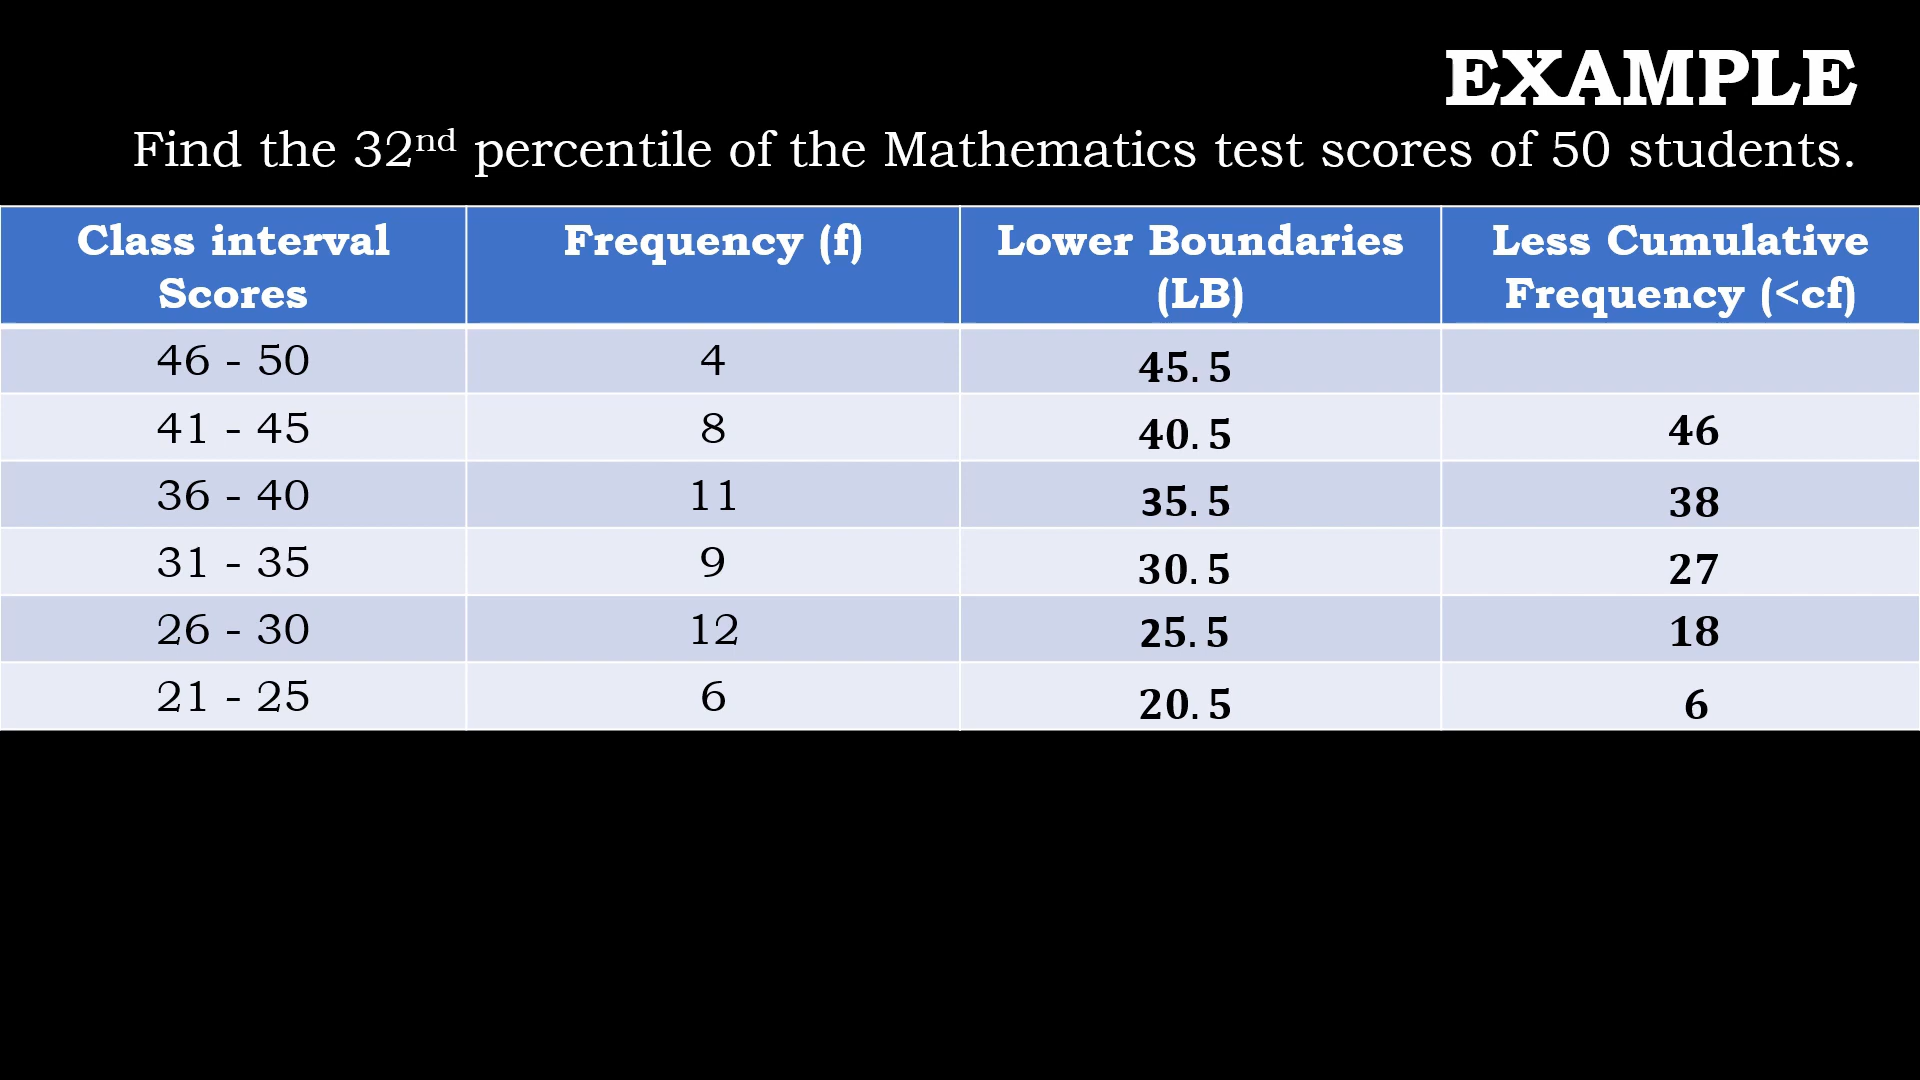 EXAMPLE
Find the 32nd percentile of the Mathematics test scores of 50 students.
Class interval Scores Frequency (f) Lower Boundaries (LB) Less Cumulative Frequency (<cf)
46 - 50 4 45.5
41 - 45 8 40.5 46
36 - 40 11 35.5 38
31 - 35 9 30.5 27
26 - 30 12 25.5 18
21 - 25 6 20.5 6